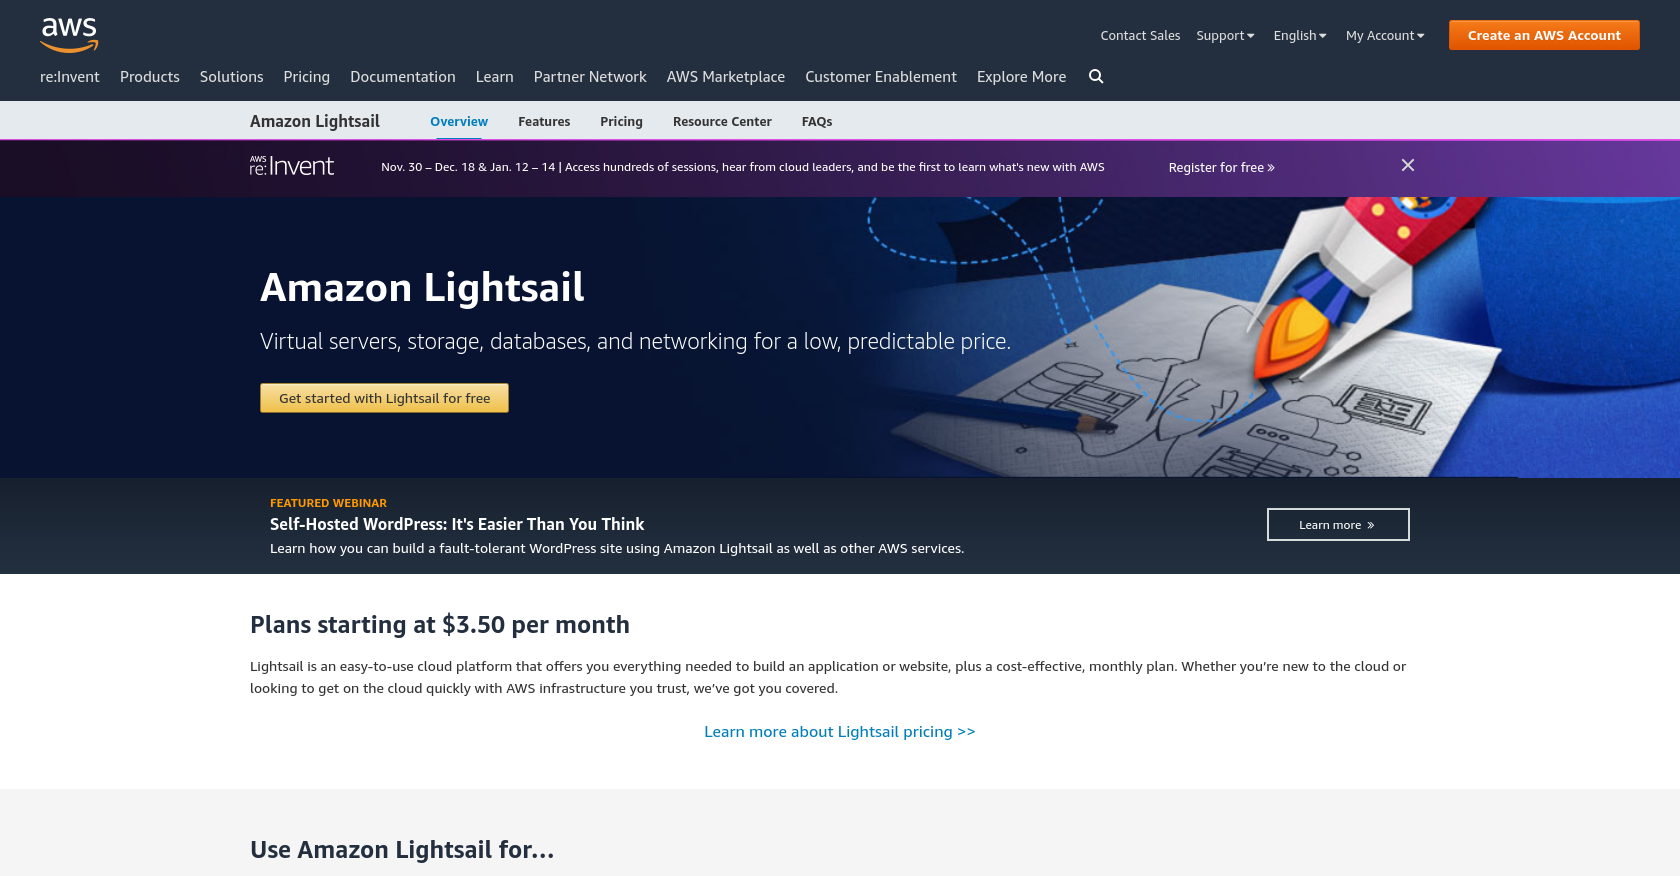 aws
Contact Sales Support English My Account Create an AWS Account
re:Invent Products Solutions Pricing Documentation Learn Partner Network AWS Marketplace Customer Enablement Explore More
Amazon Lightsail Overview Features Pricing Resource Center FAQs
AWS
re:Invent Nov. 30 – Dec. 18 & Jan. 12 – 14 | Access hundreds of sessions, hear from cloud leaders, and be the first to learn what's new with AWS Register for free »
Amazon Lightsail
Virtual servers, storage, databases, and networking for a low, predictable price.
Get started with Lightsail for free
FEATURED WEBINAR
Self-Hosted WordPress: It's Easier Than You Think
Learn how you can build a fault-tolerant WordPress site using Amazon Lightsail as well as other AWS services.
Learn more »
Plans starting at $3.50 per month
Lightsail is an easy-to-use cloud platform that offers you everything needed to build an application or website, plus a cost-effective, monthly plan. Whether you’re new to the cloud or
looking to get on the cloud quickly with AWS infrastructure you trust, we’ve got you covered.
Learn more about Lightsail pricing >>
Use Amazon Lightsail for...